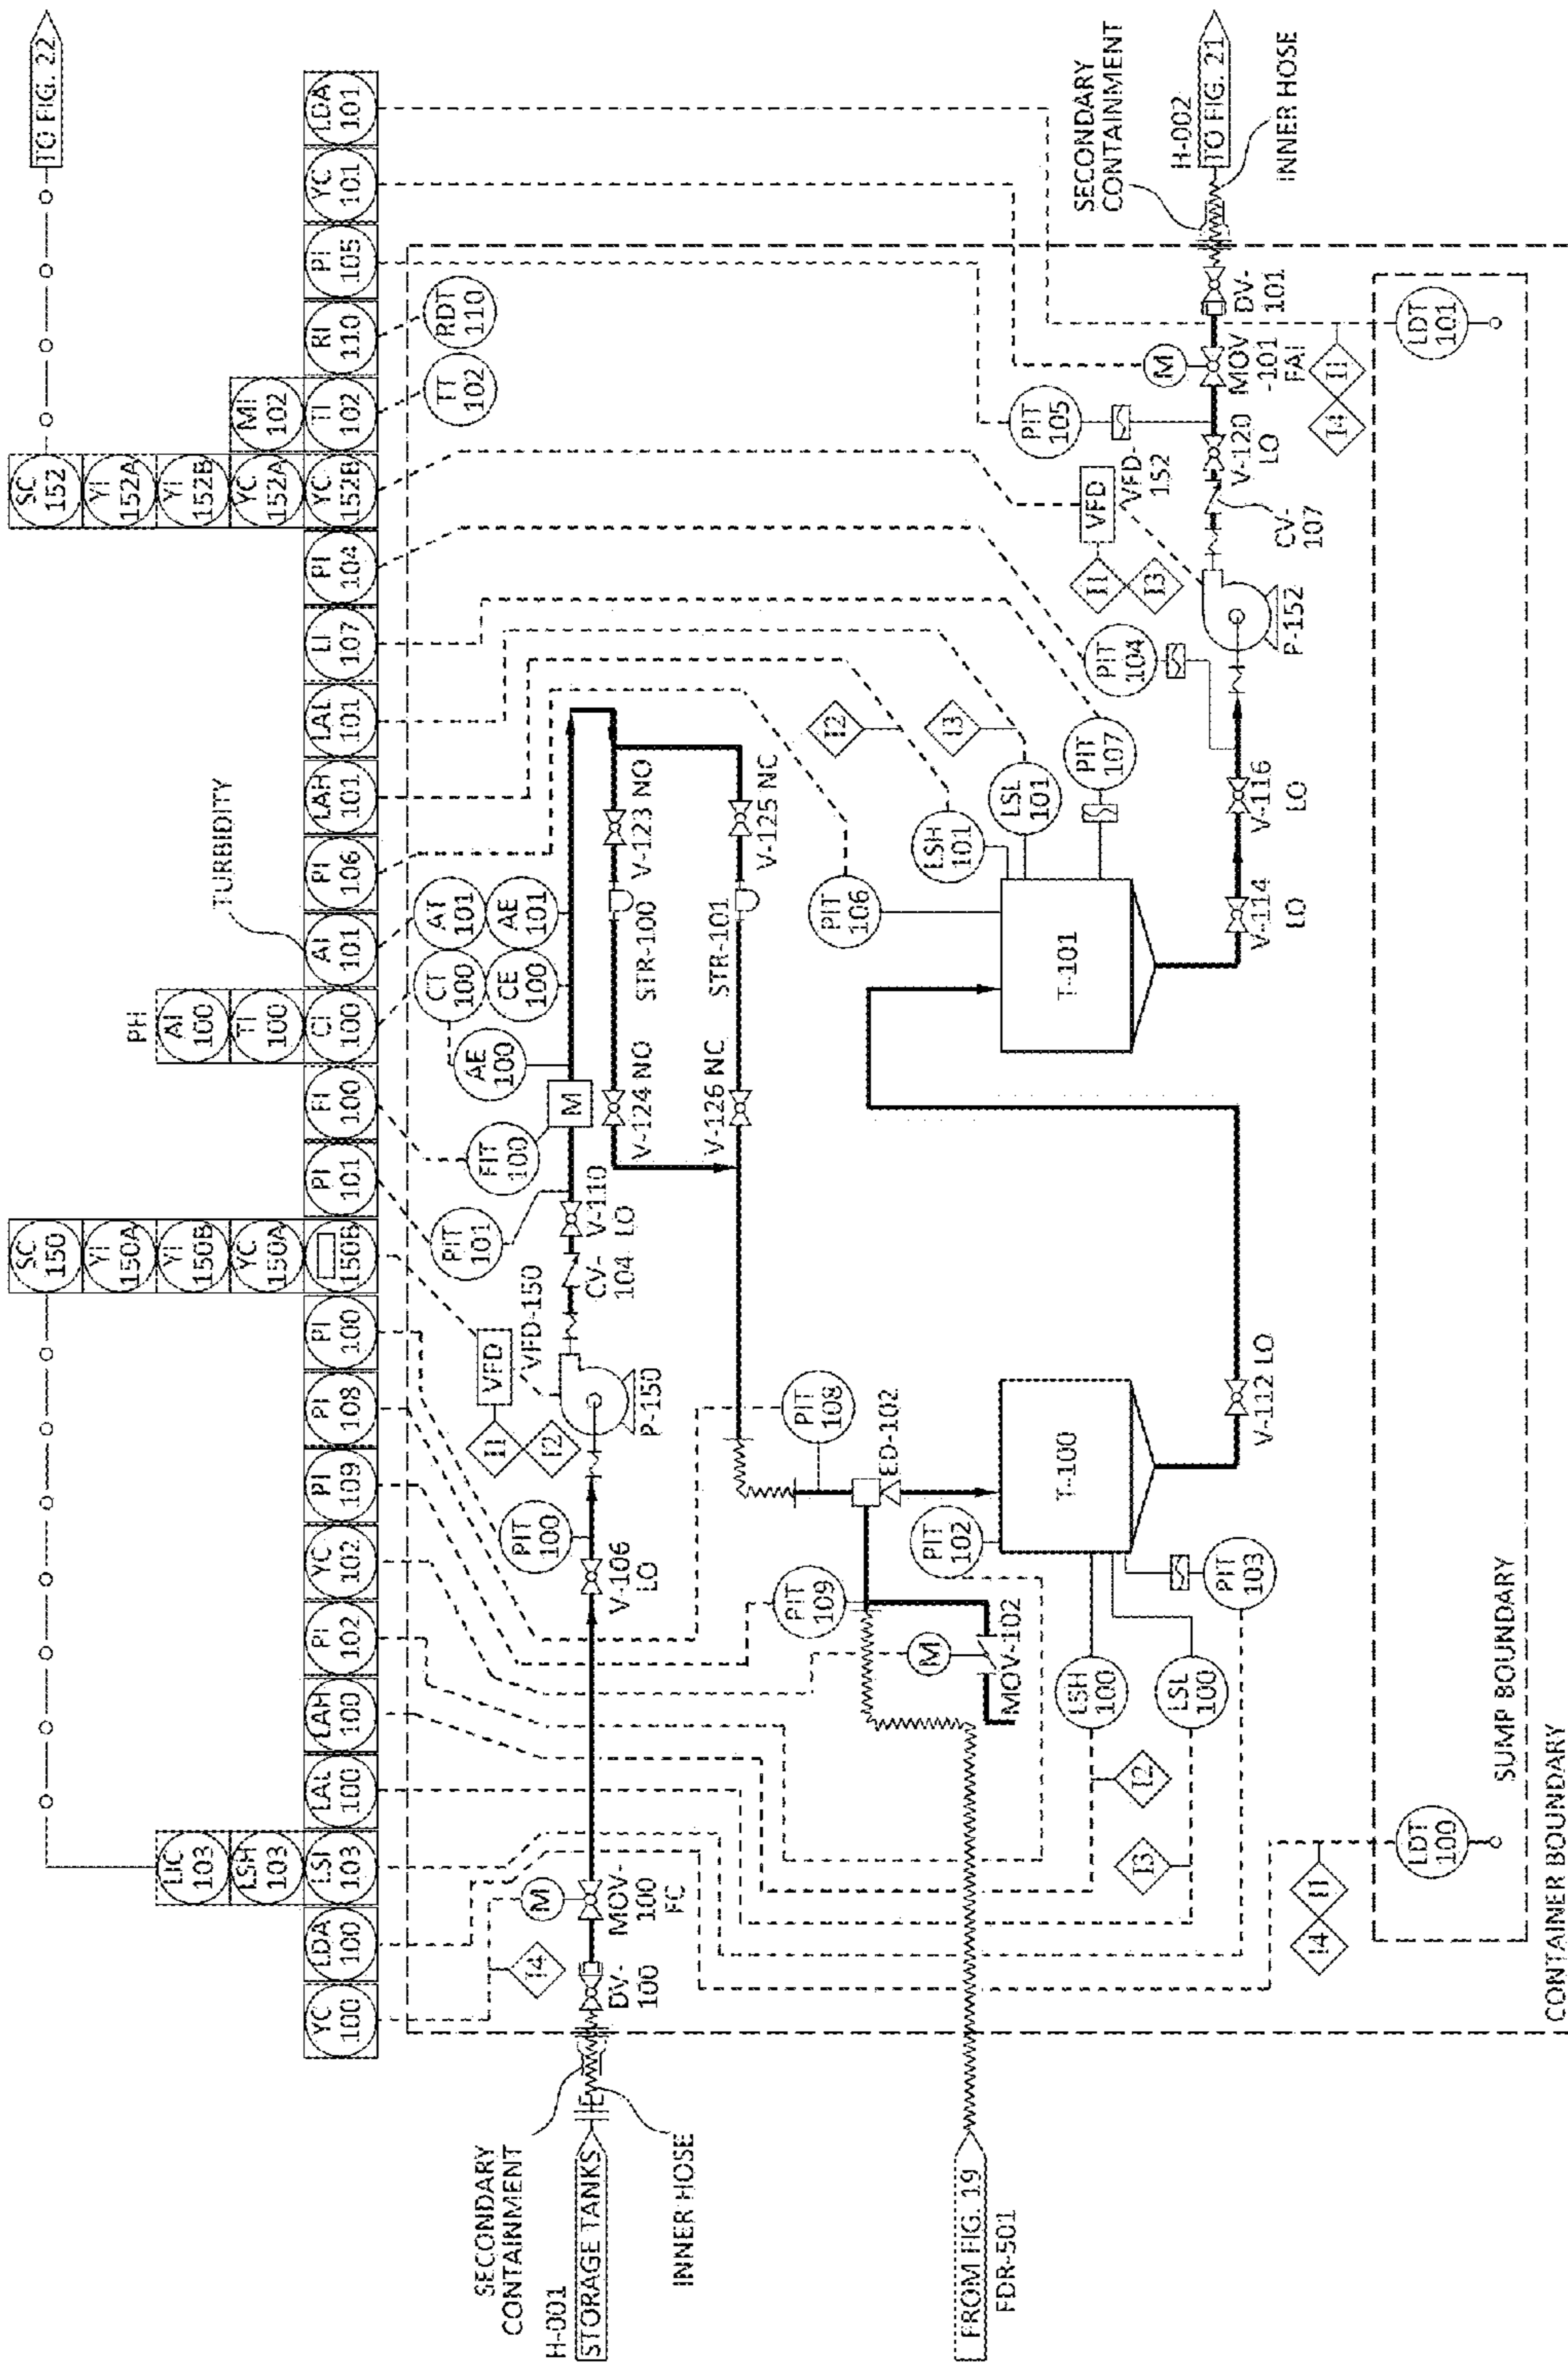 TO FIG. 22
SC
150
YI
150A
YI
150B
YC
150A
150B
SC
152
YI
152A
YI
152B
YC
152A
YC
152B
LIC
103
LSH
103
LSI
103
PH
AI
100
TI
100
CI
100
TURBIDITY
MI
102
TI
102
YC
100
LDA
100
LAL
100
LAH
100
PI
102
YC
102
PI
109
PI
108
PI
100
PI
101
FI
100
AI
101
PI
106
LAH
101
LAL
101
LI
107
PI
104
RI
110
PI
105
YC
101
LDA
101
TT
102
RDT
110
SECONDARY
CONTAINMENT
H-001
STORAGE TANKS
INNER HOSE
I4
DV-
100
M
MOV-
100
FC
V-106
LO
PIT
100
I1
I2
VFD
VFD-150
P-150
CV-
104
V-110
LO
PIT
101
FIT
100
M
AE
100
CT
100
CE
100
AT
101
AE
101
V-124 NO
STR-100
V-123 NO
V-126 NC
STR-101
V-125 NC
PIT
108
ED-102
PIT
109
M
MOV-102
PIT
102
T-100
LSH
100
LSL
100
PIT
103
I2
I3
V-112 LO
PIT
106
I2
I3
LSH
101
LSL
101
PIT
107
T-101
V-114
LO
V-116
LO
PIT
104
P-152
I1
I3
VFD
VFD-
152
CV-
107
V-120
LO
PIT
105
M
MOV
-101
FAI
DV-
101
SECONDARY
CONTAINMENT
H-002
TO FIG. 21
INNER HOSE
FROM FIG. 19
FDR-501
I4
I1
LDT
100
I4
I1
LDT
101
SUMP BOUNDARY
CONTAINER BOUNDARY